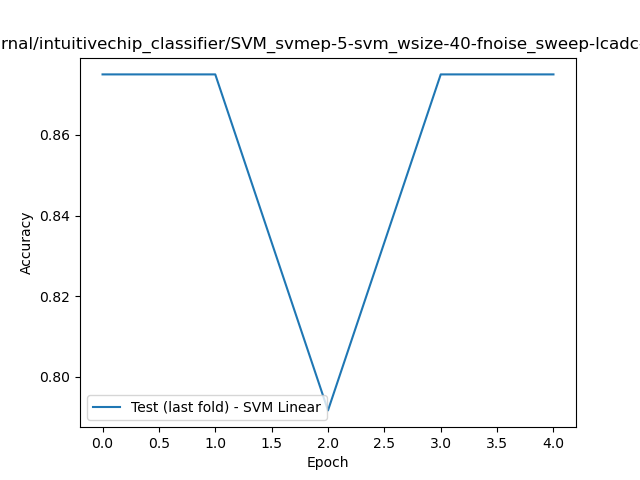 rnal/intuitivechip_classifier/SVM_svmep-5-svm_wsize-40-fnoise_sweep-lcadc
0.86
0.84
Accuracy
0.82
0.80
Test (last fold) - SVM Linear
0.0 0.5 1.0 1.5 2.0 2.5 3.0 3.5 4.0
Epoch